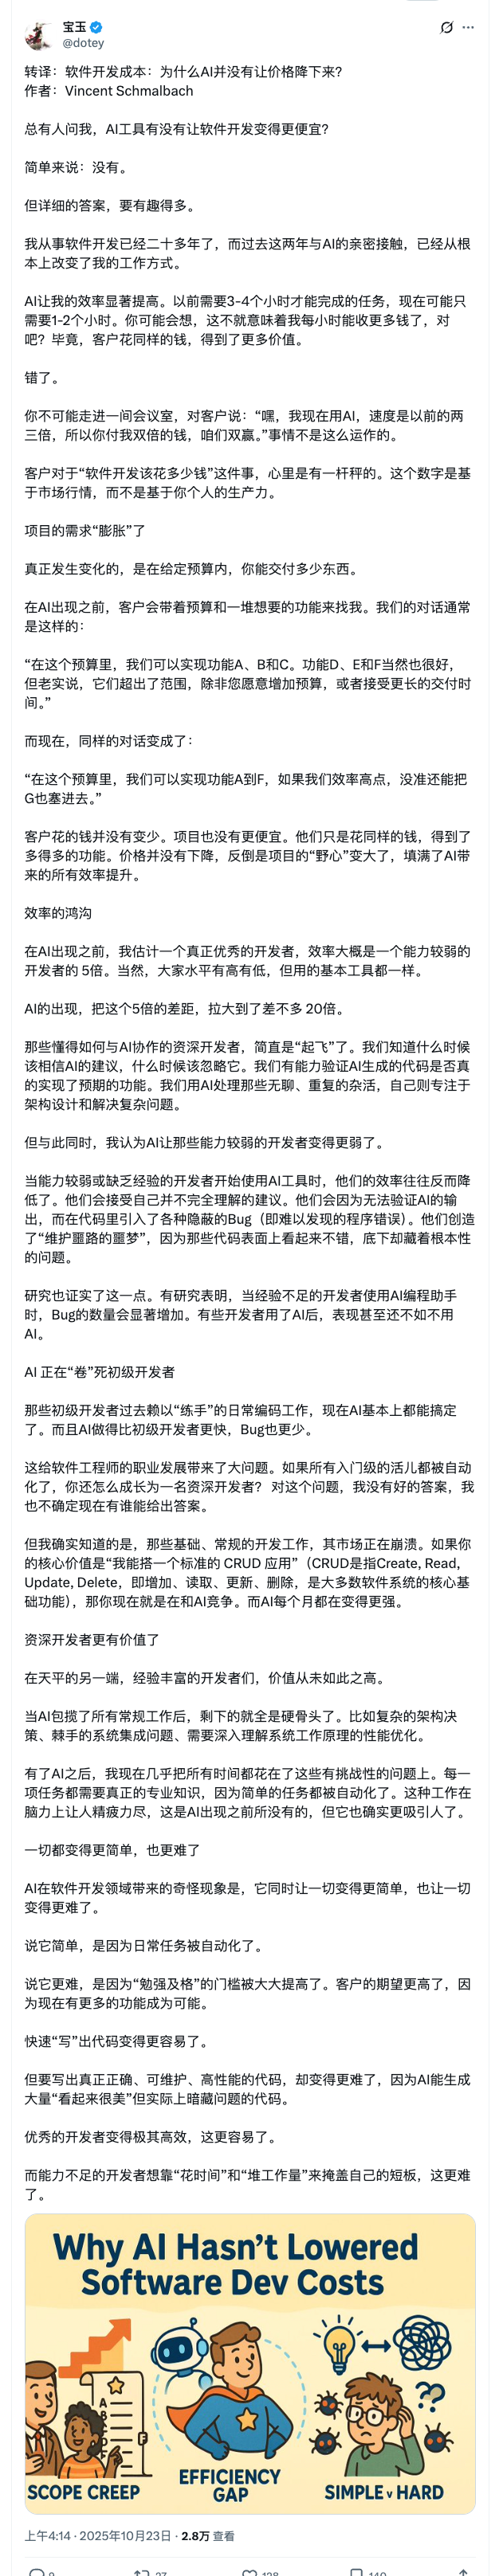 宝玉
@dotey
转译：软件开发成本：为什么AI并没有让价格降下来？
作者：Vincent Schmalbach
总有人问我，AI工具有没有让软件开发变得更便宜？
简单来说：没有。
但详细的答案，要有趣得多。
我从事软件开发已经二十多年了，而过去这两年与AI的亲密接触，已经从根
本上改变了我的工作方式。
AI让我的效率显著提高。以前需要3-4个小时才能完成的任务，现在可能只
需要1-2个小时。你可能会想，这不就意味着我每小时能收更多钱了，对
吧？毕竟，客户花同样的钱，得到了更多价值。
错了。
你不可能走进一间会议室，对客户说：“嘿，我现在用AI，速度是以前的两
三倍，所以你付我双倍的钱，咱们双赢。”事情不是这么运作的。
客户对于“软件开发该花多少钱”这件事，心里是有一杆秤的。这个数字是基
于市场行情，而不是基于你个人的生产力。
项目的需求“膨胀”了
真正发生变化的，是在给定预算内，你能交付多少东西。
在AI出现之前，客户会带着预算和一堆想要的功能来找我。我们的对话通常
是这样的：
“在这个预算里，我们可以实现功能A、B和C。功能D、E和F当然也很好，
但老实说，它们超出了范围，除非您愿意增加预算，或者接受更长的交付时
间。”
而现在，同样的对话变成了：
“在这个预算里，我们可以实现功能A到F，如果我们效率高点，没准还能把
G也塞进去。”
客户花的钱并没有变少。项目也没有更便宜。他们只是花同样的钱，得到了
多得多的功能。价格并没有下降，反倒是项目的“野心”变大了，填满了AI带
来的所有效率提升。
效率的鸿沟
在AI出现之前，我估计一个真正优秀的开发者，效率大概是一个能力较弱的
开发者的 5倍。当然，大家水平有高有低，但用的基本工具都一样。
AI的出现，把这个5倍的差距，拉大到了差不多 20倍。
那些懂得如何与AI协作的资深开发者，简直是“起飞”了。我们知道什么时候
该相信AI的建议，什么时候该忽略它。我们有能力验证AI生成的代码是否真
的实现了预期的功能。我们用AI处理那些无聊、重复的杂活，自己则专注于
架构设计和解决复杂问题。
但与此同时，我认为AI让那些能力较弱的开发者变得更弱了。
当能力较弱或缺乏经验的开发者开始使用AI工具时，他们的效率往往反而降
低了。他们会接受自己并不完全理解的建议。他们会因为无法验证AI的输
出，而在代码里引入了各种隐蔽的Bug（即难以发现的程序错误）。他们创造
了“维护噩路的噩梦”，因为那些代码表面上看起来不错，底下却藏着根本性
的问题。
研究也证实了这一点。有研究表明，当经验不足的开发者使用AI编程助手
时，Bug的数量会显著增加。有些开发者用了AI后，表现甚至还不如不用
AI。
AI 正在“卷”死初级开发者
那些初级开发者过去赖以“练手”的日常编码工作，现在AI基本上都能搞定
了。而且AI做得比初级开发者更快，Bug也更少。
这给软件工程师的职业发展带来了大问题。如果所有入门级的活儿都被自动
化了，你还怎么成长为一名资深开发者？ 对这个问题，我没有好的答案，我
也不确定现在有谁能给出答案。
但我确实知道的是，那些基础、常规的开发工作，其市场正在崩溃。如果你
的核心价值是“我能搭一个标准的 CRUD 应用”（CRUD是指Create, Read,
Update, Delete，即增加、读取、更新、删除，是大多数软件系统的核心基
础功能），那你现在就是在和AI竞争。而AI每个月都在变得更强。
资深开发者更有价值了
在天平的另一端，经验丰富的开发者们，价值从未如此之高。
当AI包揽了所有常规工作后，剩下的就全是硬骨头了。比如复杂的架构决
策、棘手的系统集成问题、需要深入理解系统工作原理的性能优化。
有了AI之后，我现在几乎把所有时间都花在了这些有挑战性的问题上。每一
项任务都需要真正的专业知识，因为简单的任务都被自动化了。这种工作在
脑力上让人精疲力尽，这是AI出现之前所没有的，但它也确实更吸引人了。
一切都变得更简单，也更难了
AI在软件开发领域带来的奇怪现象是，它同时让一切变得更简单，也让一切
变得更难了。
说它简单，是因为日常任务被自动化了。
说它更难，是因为“勉强及格”的门槛被大大提高了。客户的期望更高了，因
为现在有更多的功能成为可能。
快速“写”出代码变得更容易了。
但要写出真正正确、可维护、高性能的代码，却变得更难了，因为AI能生成
大量“看起来很美”但实际上暗藏问题的代码。
优秀的开发者变得极其高效，这更容易了。
而能力不足的开发者想靠“花时间”和“堆工作量”来掩盖自己的短板，这更难
了。
Why AI Hasn’t Lowered
Software Dev Costs
A
B
C
D
F
F
SCOPE CREEP
EFFICIENCY
GAP
SIMPLE v HARD
上午4:14 · 2025年10月23日 · 2.8万 查看